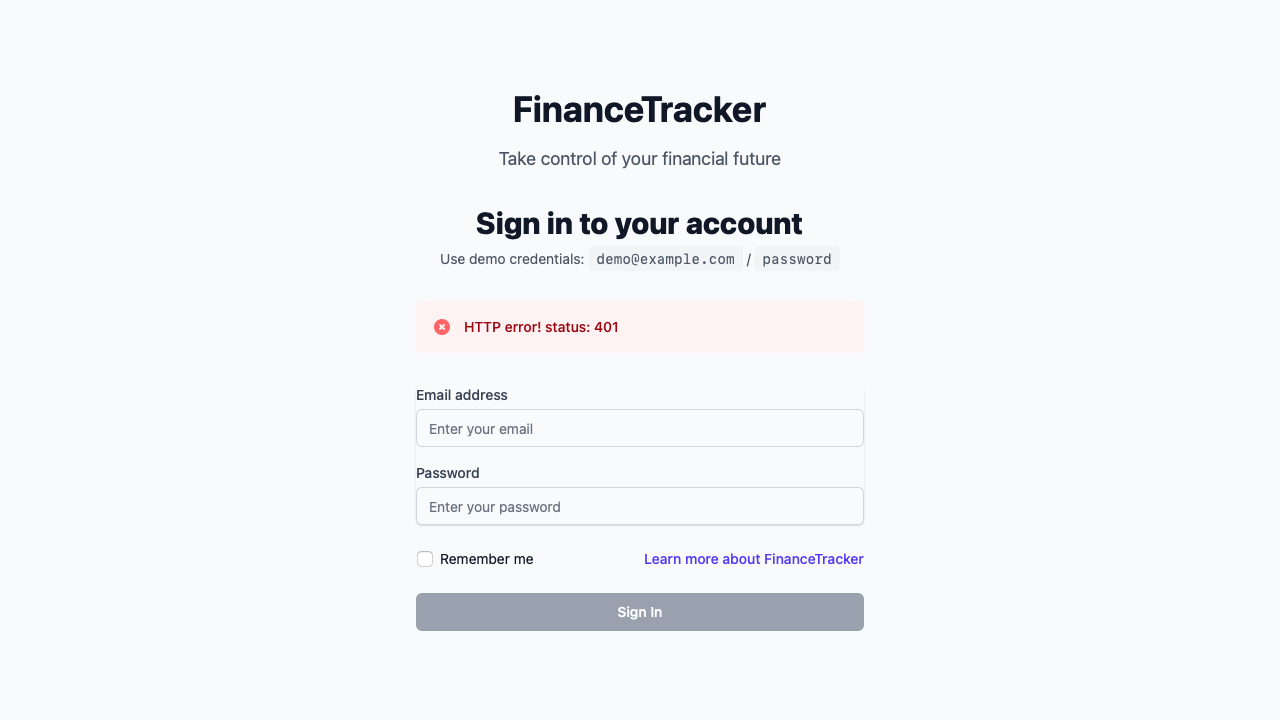 FinanceTracker
Take control of your financial future
Sign in to your account
Use demo credentials: demo@example.com / password
HTTP error! status: 401
Email address
Enter your email
Password
Enter your password
Remember me
Learn more about FinanceTracker
Sign In